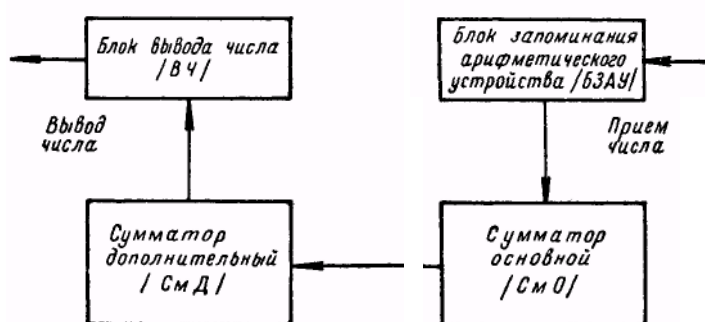 Блок вывода числа
/ВЧ/
Блок запоминания
арифметического
устройства /БЗАУ/
Вывод
числа
Прием
числа
Сумматор
дополнительный
/СмД/
Сумматор
основной
/СмО/